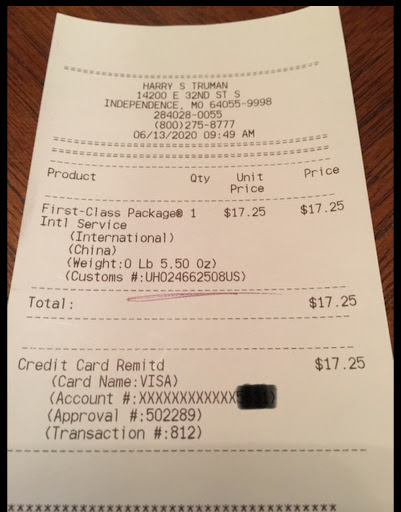 ==================================
HARRY S TRUMAN
14200 E 32ND ST S
INDEPENDENCE, MO 64055-9998
284028-0055
(800)275-8777
06/13/2020 09:49 AM
==================================
==================================
Product Qty Unit Price
Price
First-Class Package® 1 $17.25 $17.25
Intl Service
(International)
(China)
(Weight:0 Lb 5.50 Oz)
(Customs #:UH024662508US)
Total: $17.25
Credit Card Remitd $17.25
(Card Name:VISA)
(Account #:XXXXXXXXXXXX
(Approval #:502289)
(Transaction #:812)